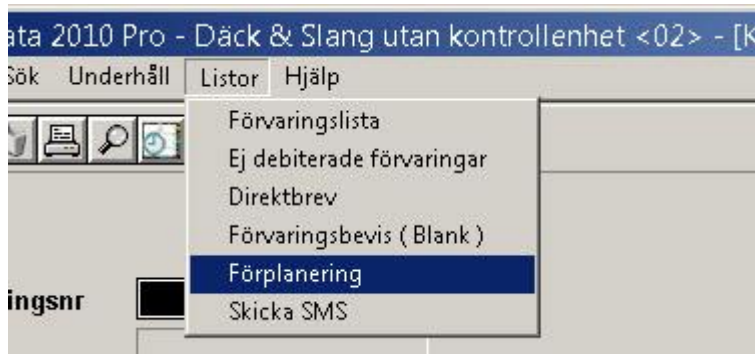 ata 2010 Pro - Däck & Slang utan kontrollenhet <02> - [K
Sök Underhåll Listor Hjälp
Förvaringslista
Ej debiterade förvaringar
Direktbrev
Förvaringsbevis ( Blank )
Förplanering
ingsnr
Skicka SMS